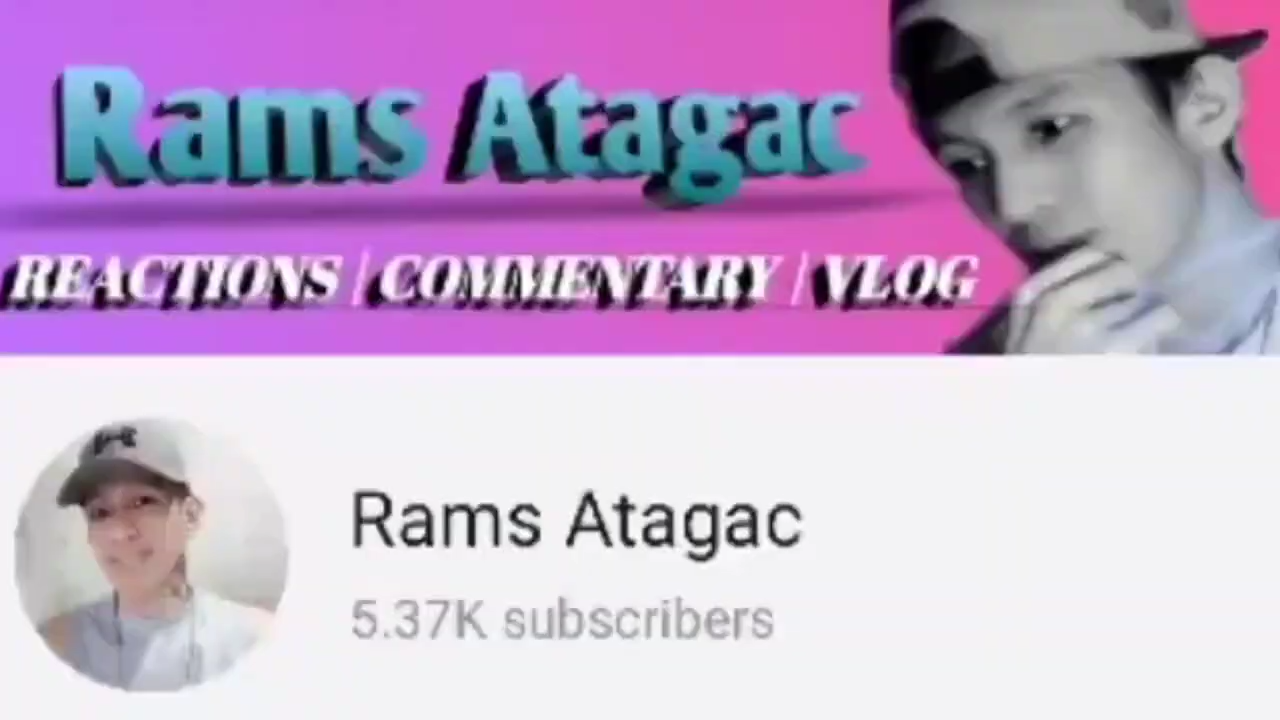 Rams Atagac
REACTIONS | COMMENTARY | VLOG
Rams Atagac
5.37K subscribers